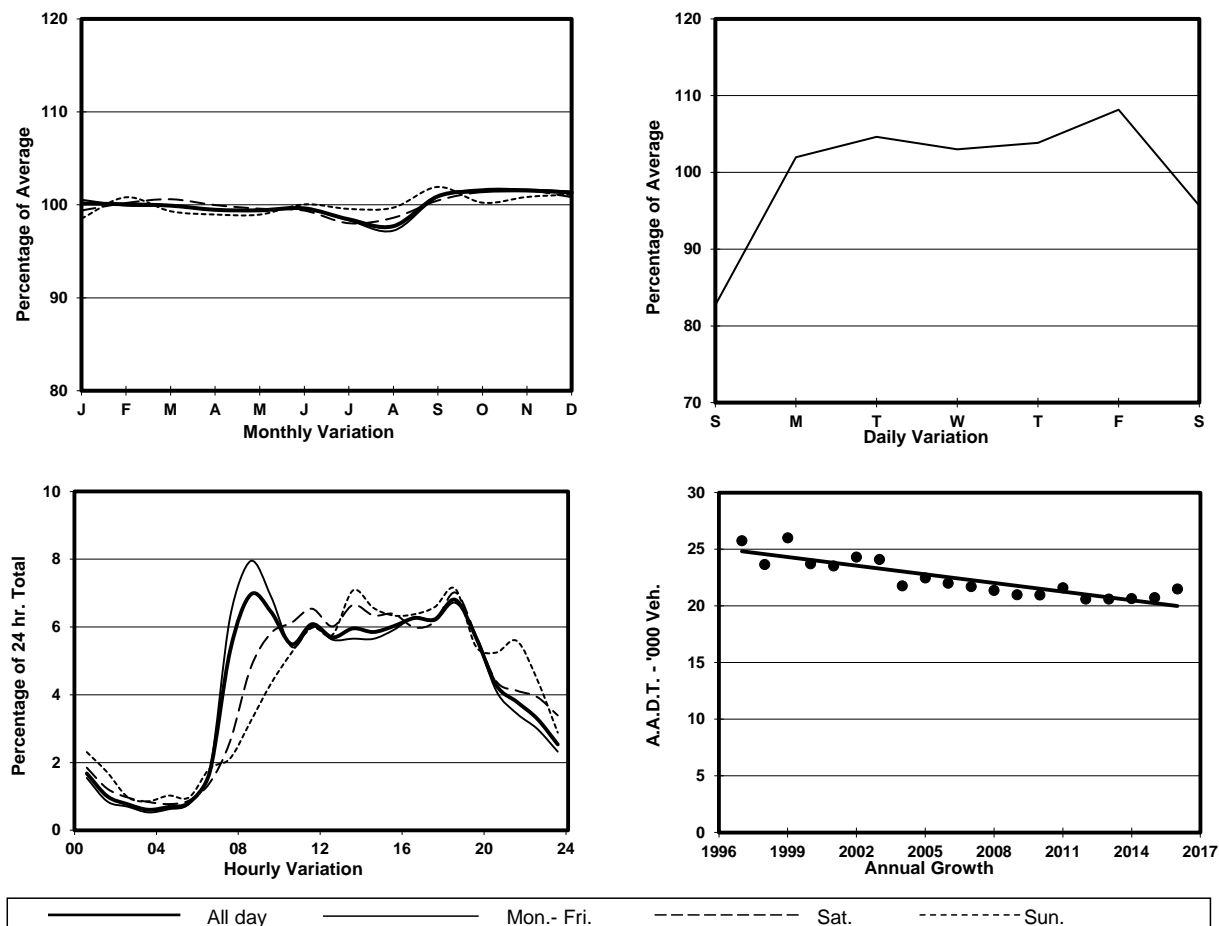 120
110
100
90
80
Percentage of Average
J F M A M J J A S O N D
Monthly Variation
120
110
100
90
80
70
Percentage of Average
S M T W T F S
Daily Variation
10
8
6
4
2
0
Percentage of 24 hr. Total
00 04 08 12 16 20 24
Hourly Variation
30
25
20
15
10
5
0
A.A.D.T. - '000 Veh.
1996 1999 2002 2005 2008 2011 2014 2017
Annual Growth
All day Mon.- Fri. Sat. Sun.